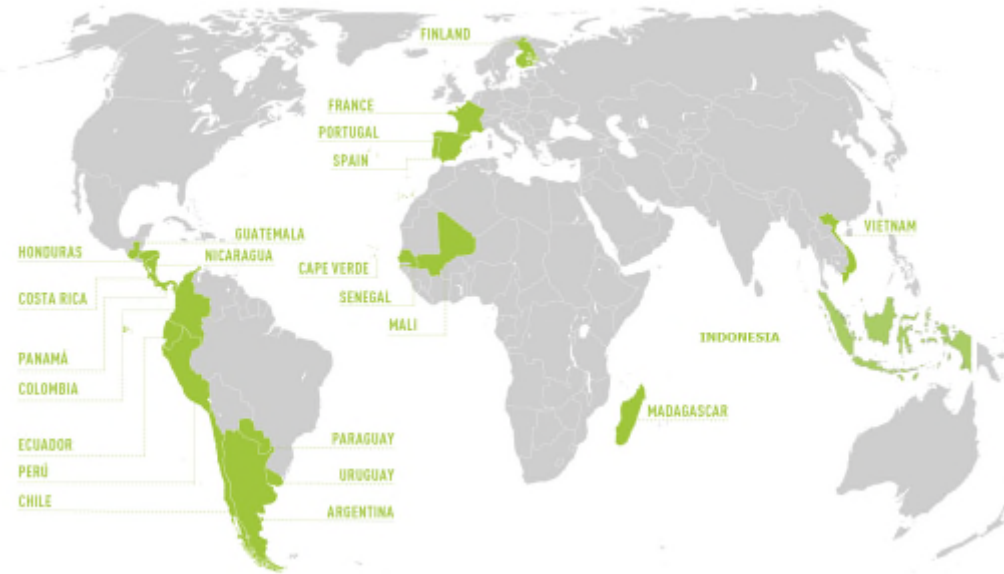 FINLAND
FRANCE
PORTUGAL
SPAIN
GUATEMALA
HONDURAS
NICARAGUA
VIETNAM
CAPE VERDE
COSTA RICA
SENEGAL
MALI
INDONESIA
PANAMÁ
COLOMBIA
MADAGASCAR
PARAGUAY
ECUADOR
PERÚ
URUGUAY
CHILE
ARGENTINA